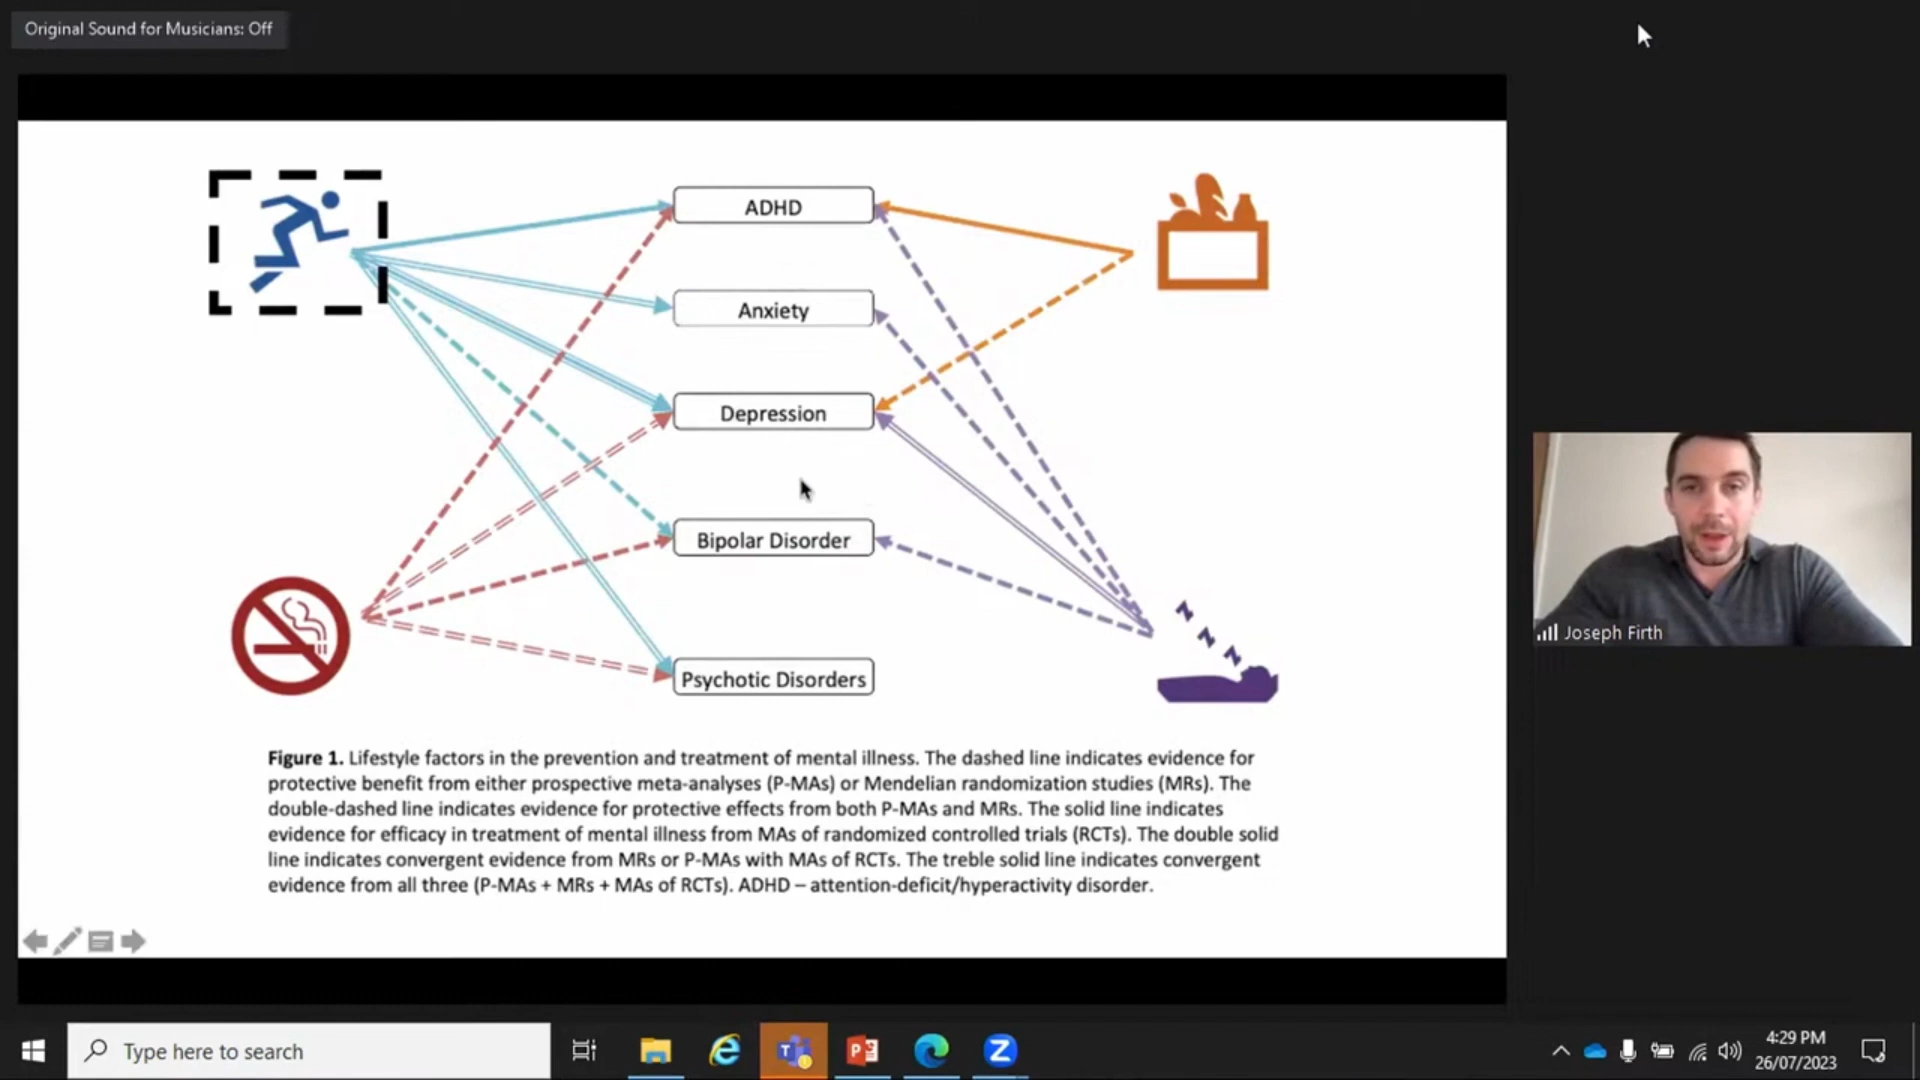 Original Sound for Musicians: Off
ADHD
Anxiety
Depression
Bipolar Disorder
Psychotic Disorders
Z
Z
Z
Figure 1. Lifestyle factors in the prevention and treatment of mental illness. The dashed line indicates evidence for
protective benefit from either prospective meta-analyses (P-MAs) or Mendelian randomization studies (MRs). The
double-dashed line indicates evidence for protective effects from both P-MAs and MRs. The solid line indicates
evidence for efficacy in treatment of mental illness from MAs of randomized controlled trials (RCTs). The double solid
line indicates convergent evidence from MRs or P-MAs with MAs of RCTs. The treble solid line indicates convergent
evidence from all three (P-MAs + MRs + MAs of RCTs). ADHD – attention-deficit/hyperactivity disorder.
Joseph Firth
Type here to search
4:29 PM
26/07/2023